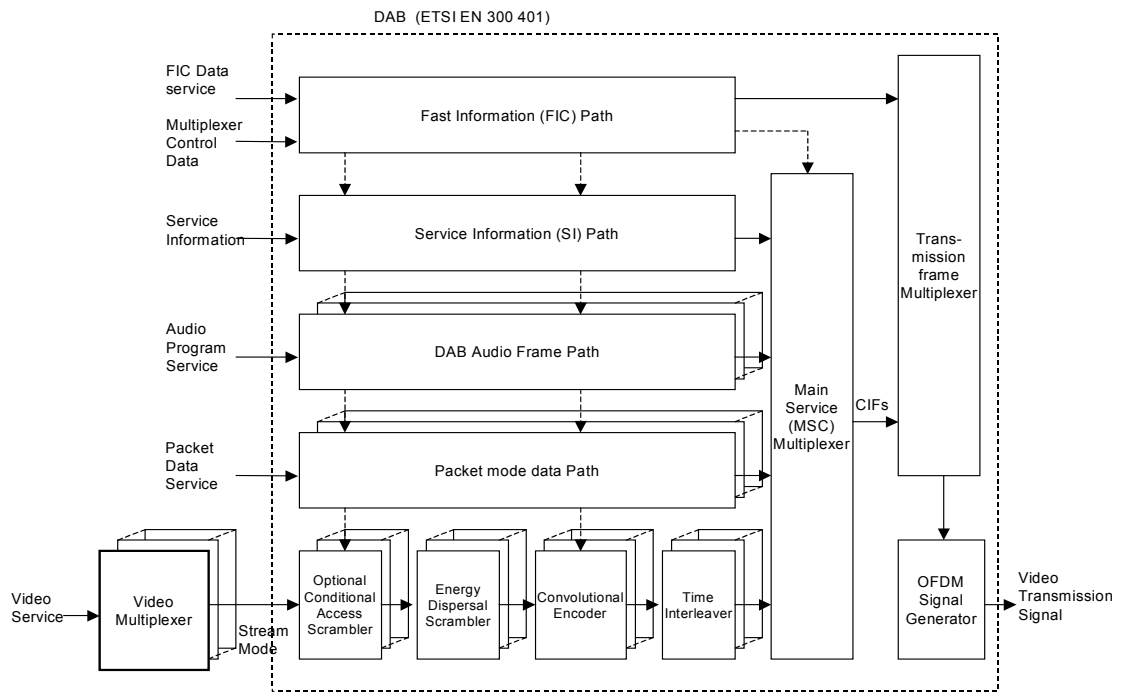 DAB (ETSI EN 300 401)
FIC Data
service
Multiplexer
Control
Data
Fast Information (FIC) Path
Service
Information
Service Information (SI) Path
Trans-
mission
frame
Multiplexer
Audio
Program
Service
DAB Audio Frame Path
Main
Service
(MSC)
Multiplexer
CIFs
Packet
Data
Service
Packet mode data Path
Video
Service
Video
Multiplexer
Stream
Mode
Optional
Conditional
Access
Scrambler
Energy
Dispersal
Scrambler
Convolutional
Encoder
Time
Interleaver
OFDM
Signal
Generator
Video
Transmission
Signal